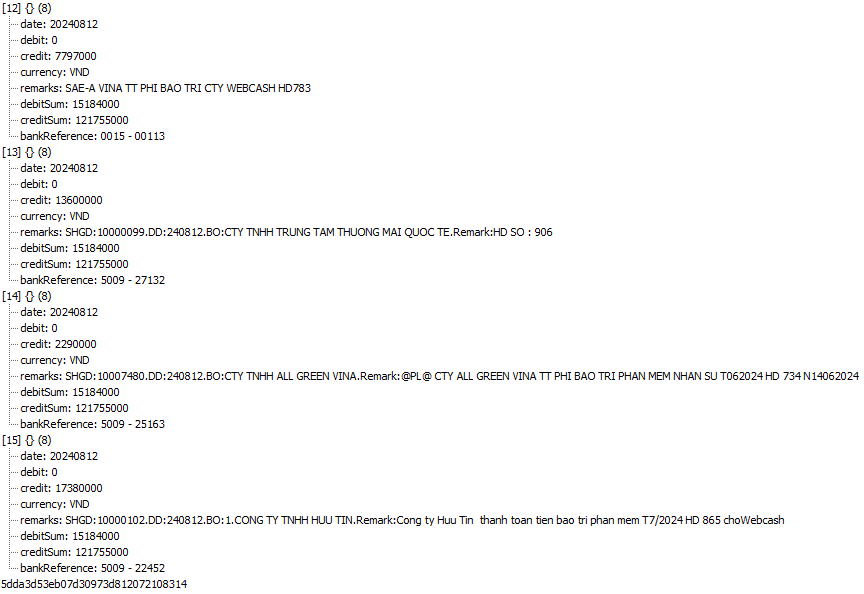 [12] {} (8)
date: 20240812
debit: 0
credit: 7797000
currency: VND
remarks: SAE-A VINA TT PHI BAO TRI CTY WEBCASH HD783
debitSum: 15184000
creditSum: 121755000
bankReference: 0015 - 00113
[13] {} (8)
date: 20240812
debit: 0
credit: 13600000
currency: VND
remarks: SHGD:10000099.DD:240812.BO:CTY TNHH TRUNG TAM THUONG MAI QUOC TE.Remark:HD SO : 906
debitSum: 15184000
creditSum: 121755000
bankReference: 5009 - 27132
[14] {} (8)
date: 20240812
debit: 0
credit: 2290000
currency: VND
remarks: SHGD:10007480.DD:240812.BO:CTY TNHH ALL GREEN VINA.Remark:@PL@ CTY ALL GREEN VINA TT PHI BAO TRI PHAN MEM NHAN SU T062024 HD 734 N14062024
debitSum: 15184000
creditSum: 121755000
bankReference: 5009 - 25163
[15] {} (8)
date: 20240812
debit: 0
credit: 17380000
currency: VND
remarks: SHGD:10000102.DD:240812.BO:1.CONG TY TNHH HUU TIN.Remark:Cong ty Huu Tin  thanh toan tien bao tri phan mem T7/2024 HD 865 choWebcash
debitSum: 15184000
creditSum: 121755000
bankReference: 5009 - 22452
5dda3d53eb07d30973d812072108314